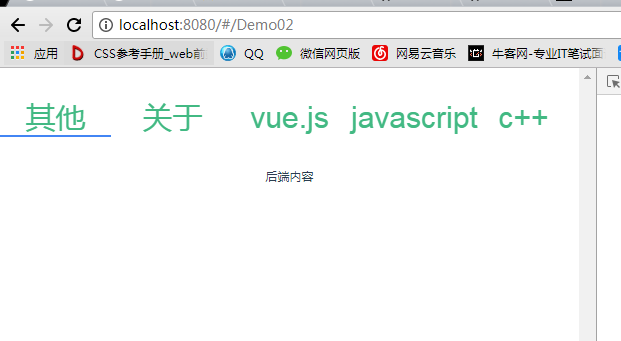 localhost:8080/#/Demo02
应用 CSS参考手册_web前 QQ 微信网页版 网易云音乐 牛客网-专业IT笔试面
其他 关于 vue.js javascript c++
后端内容